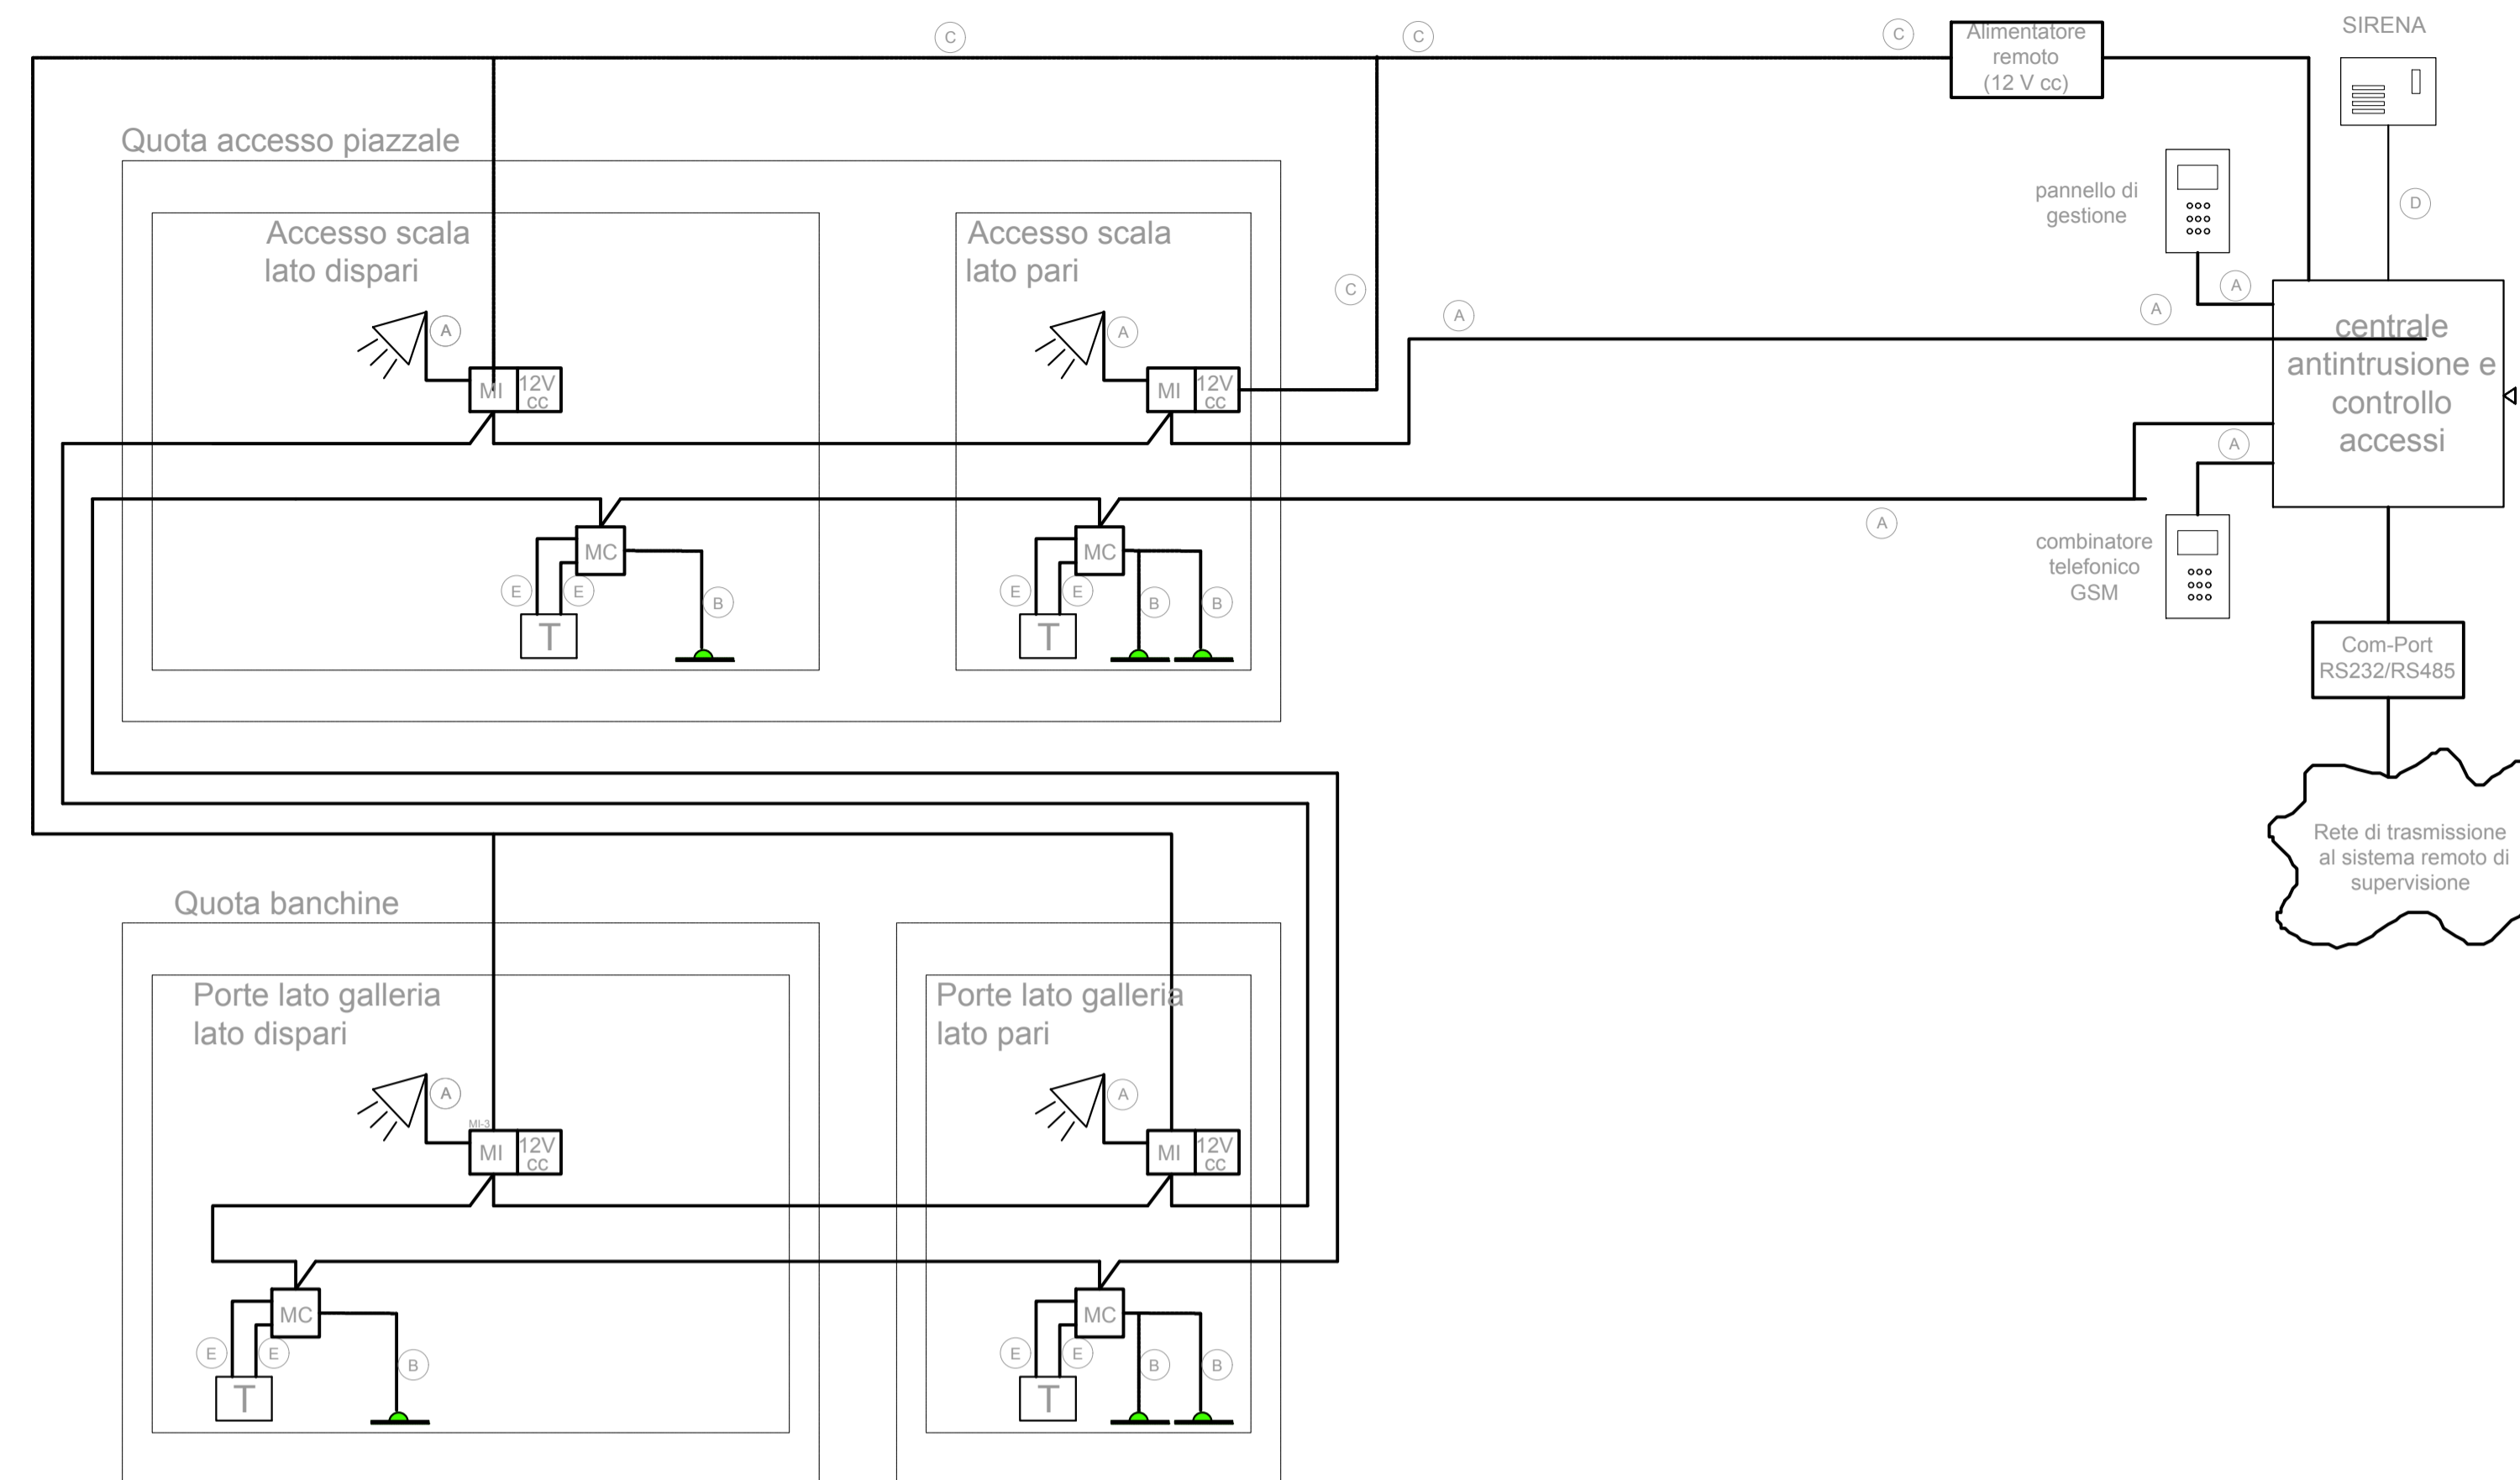 C
C
C
Alimentatore
remoto
(12 V cc)
SIRENA
Quota accesso piazzale
pannello di
gestione
D
Accesso scala
lato dispari
Accesso scala
lato pari
C
A
A
A
A
A
centrale
antintrusione e
controllo
accessi
MI
12V
cc
MI
12V
cc
A
A
MC
MC
combinatore
telefonico
GSM
E
E
B
E
E
B
B
T
T
Com-Port
RS232/RS485
Rete di trasmissione
al sistema remoto di
supervisione
Quota banchine
Porte lato galleria
lato dispari
Porte lato galleria
lato pari
A
A
MI-3
MI
12V
cc
MI
12V
cc
MC
MC
E
E
B
E
E
B
B
T
T